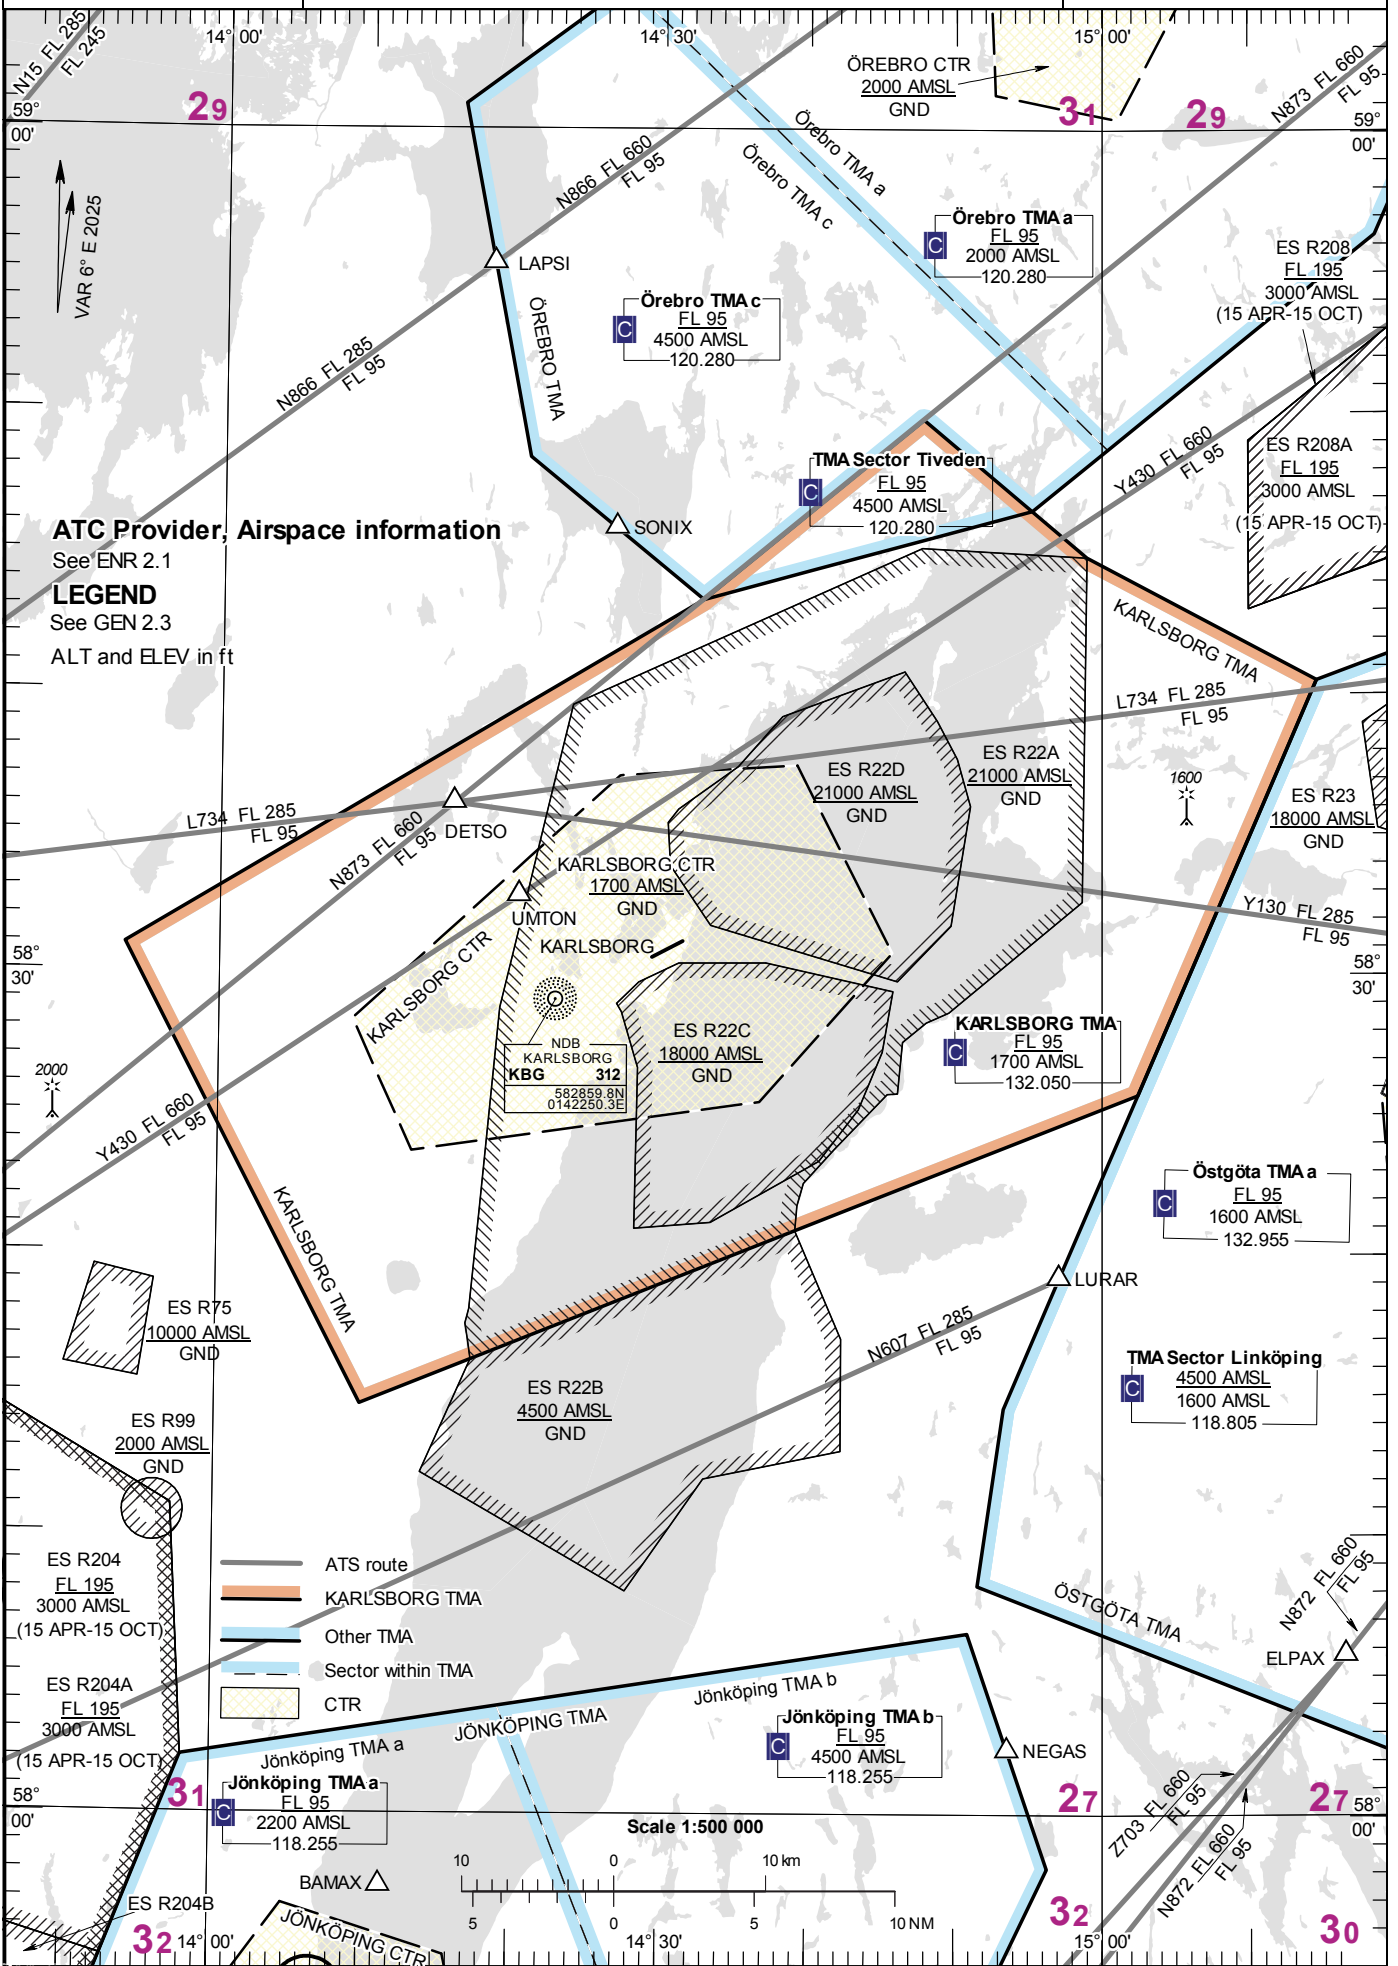 N15 FL 285
FL 245
14° 00'
14° 30'
15° 00'
ÖREBRO CTR
2000 AMSL
GND
N873 FL 660
FL 95
59°
00'
29
31
29
59°
00'
VAR 6° E 2025
N866 FL 660
FL 95
Örebro TMA a
Örebro TMA c
C
Örebro TMA a
FL 95
2000 AMSL
120.280
LAPSI
ES R208
FL 195
3000 AMSL
(15 APR-15 OCT)
C
Örebro TMA c
FL 95
4500 AMSL
120.280
ÖREBRO TMA
N866 FL 285
FL 95
Y430 FL 660
FL 95
ES R208A
FL 195
3000 AMSL
(15 APR-15 OCT)
C
TMA Sector Tiveden
FL 95
4500 AMSL
120.280
SONIX
ATC Provider, Airspace information
See ENR 2.1
LEGEND
See GEN 2.3
ALT and ELEV in ft
KARLSBORG TMA
L734 FL 285
FL 95
ES R22A
21000 AMSL
GND
ES R22D
21000 AMSL
GND
1600
ES R23
18000 AMSL
GND
L734 FL 285
FL 95
DETSO
N873 FL 660
FL 95
KARLSBORG CTR
1700 AMSL
GND
UMTON
KARLSBORG
KARLSBORG CTR
Y130 FL 285
FL 95
58°
30'
58°
30'
NDB
KARLSBORG
KBG 312
582859.8N
0142250.3E
ES R22C
18000 AMSL
GND
C
KARLSBORG TMA
FL 95
1700 AMSL
132.050
2000
Y430 FL 660
FL 95
KARLSBORG TMA
C
Östgöta TMA a
FL 95
1600 AMSL
132.955
LURAR
ES R75
10000 AMSL
GND
N607 FL 285
FL 95
C
TMA Sector Linköping
4500 AMSL
1600 AMSL
118.805
ES R22B
4500 AMSL
GND
ES R99
2000 AMSL
GND
ES R204
FL 195
3000 AMSL
(15 APR-15 OCT)
ATS route
KARLSBORG TMA
Other TMA
Sector within TMA
CTR
ÖSTGÖTA TMA
N872 FL 660
FL 95
ELPAX
ES R204A
FL 195
3000 AMSL
(15 APR-15 OCT)
Jönköping TMA a
JÖNKÖPING TMA
Jönköping TMA b
C
Jönköping TMA b
FL 95
4500 AMSL
118.255
NEGAS
31
C
Jönköping TMA a
FL 95
2200 AMSL
118.255
58°
00'
27
27
58°
00'
Z703 FL 660
FL 95
N872 FL 660
FL 95
Scale 1:500 000
10 0 10 km
5 0 5 10 NM
BAMAX
ES R204B
JÖNKÖPING CTR
32
14° 00'
14° 30'
32
15° 00'
30